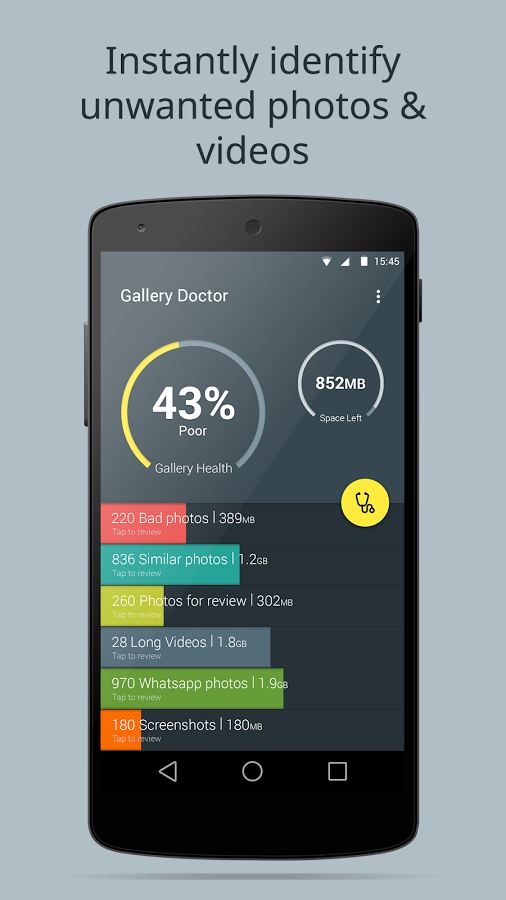 Instantly identify
unwanted photos &
videos
15:45
Gallery Doctor
43%
Poor
Gallery Health
852MB
Space Left
220 Bad photos | 389MB
Tap to review
836 Similar photos | 1.2GB
Tap to review
260 Photos for review | 302MB
Tap to review
28 Long Videos | 1.8GB
Tap to review
970 Whatsapp photos | 1.9GB
Tap to review
180 Screenshots | 180MB
Tap to review